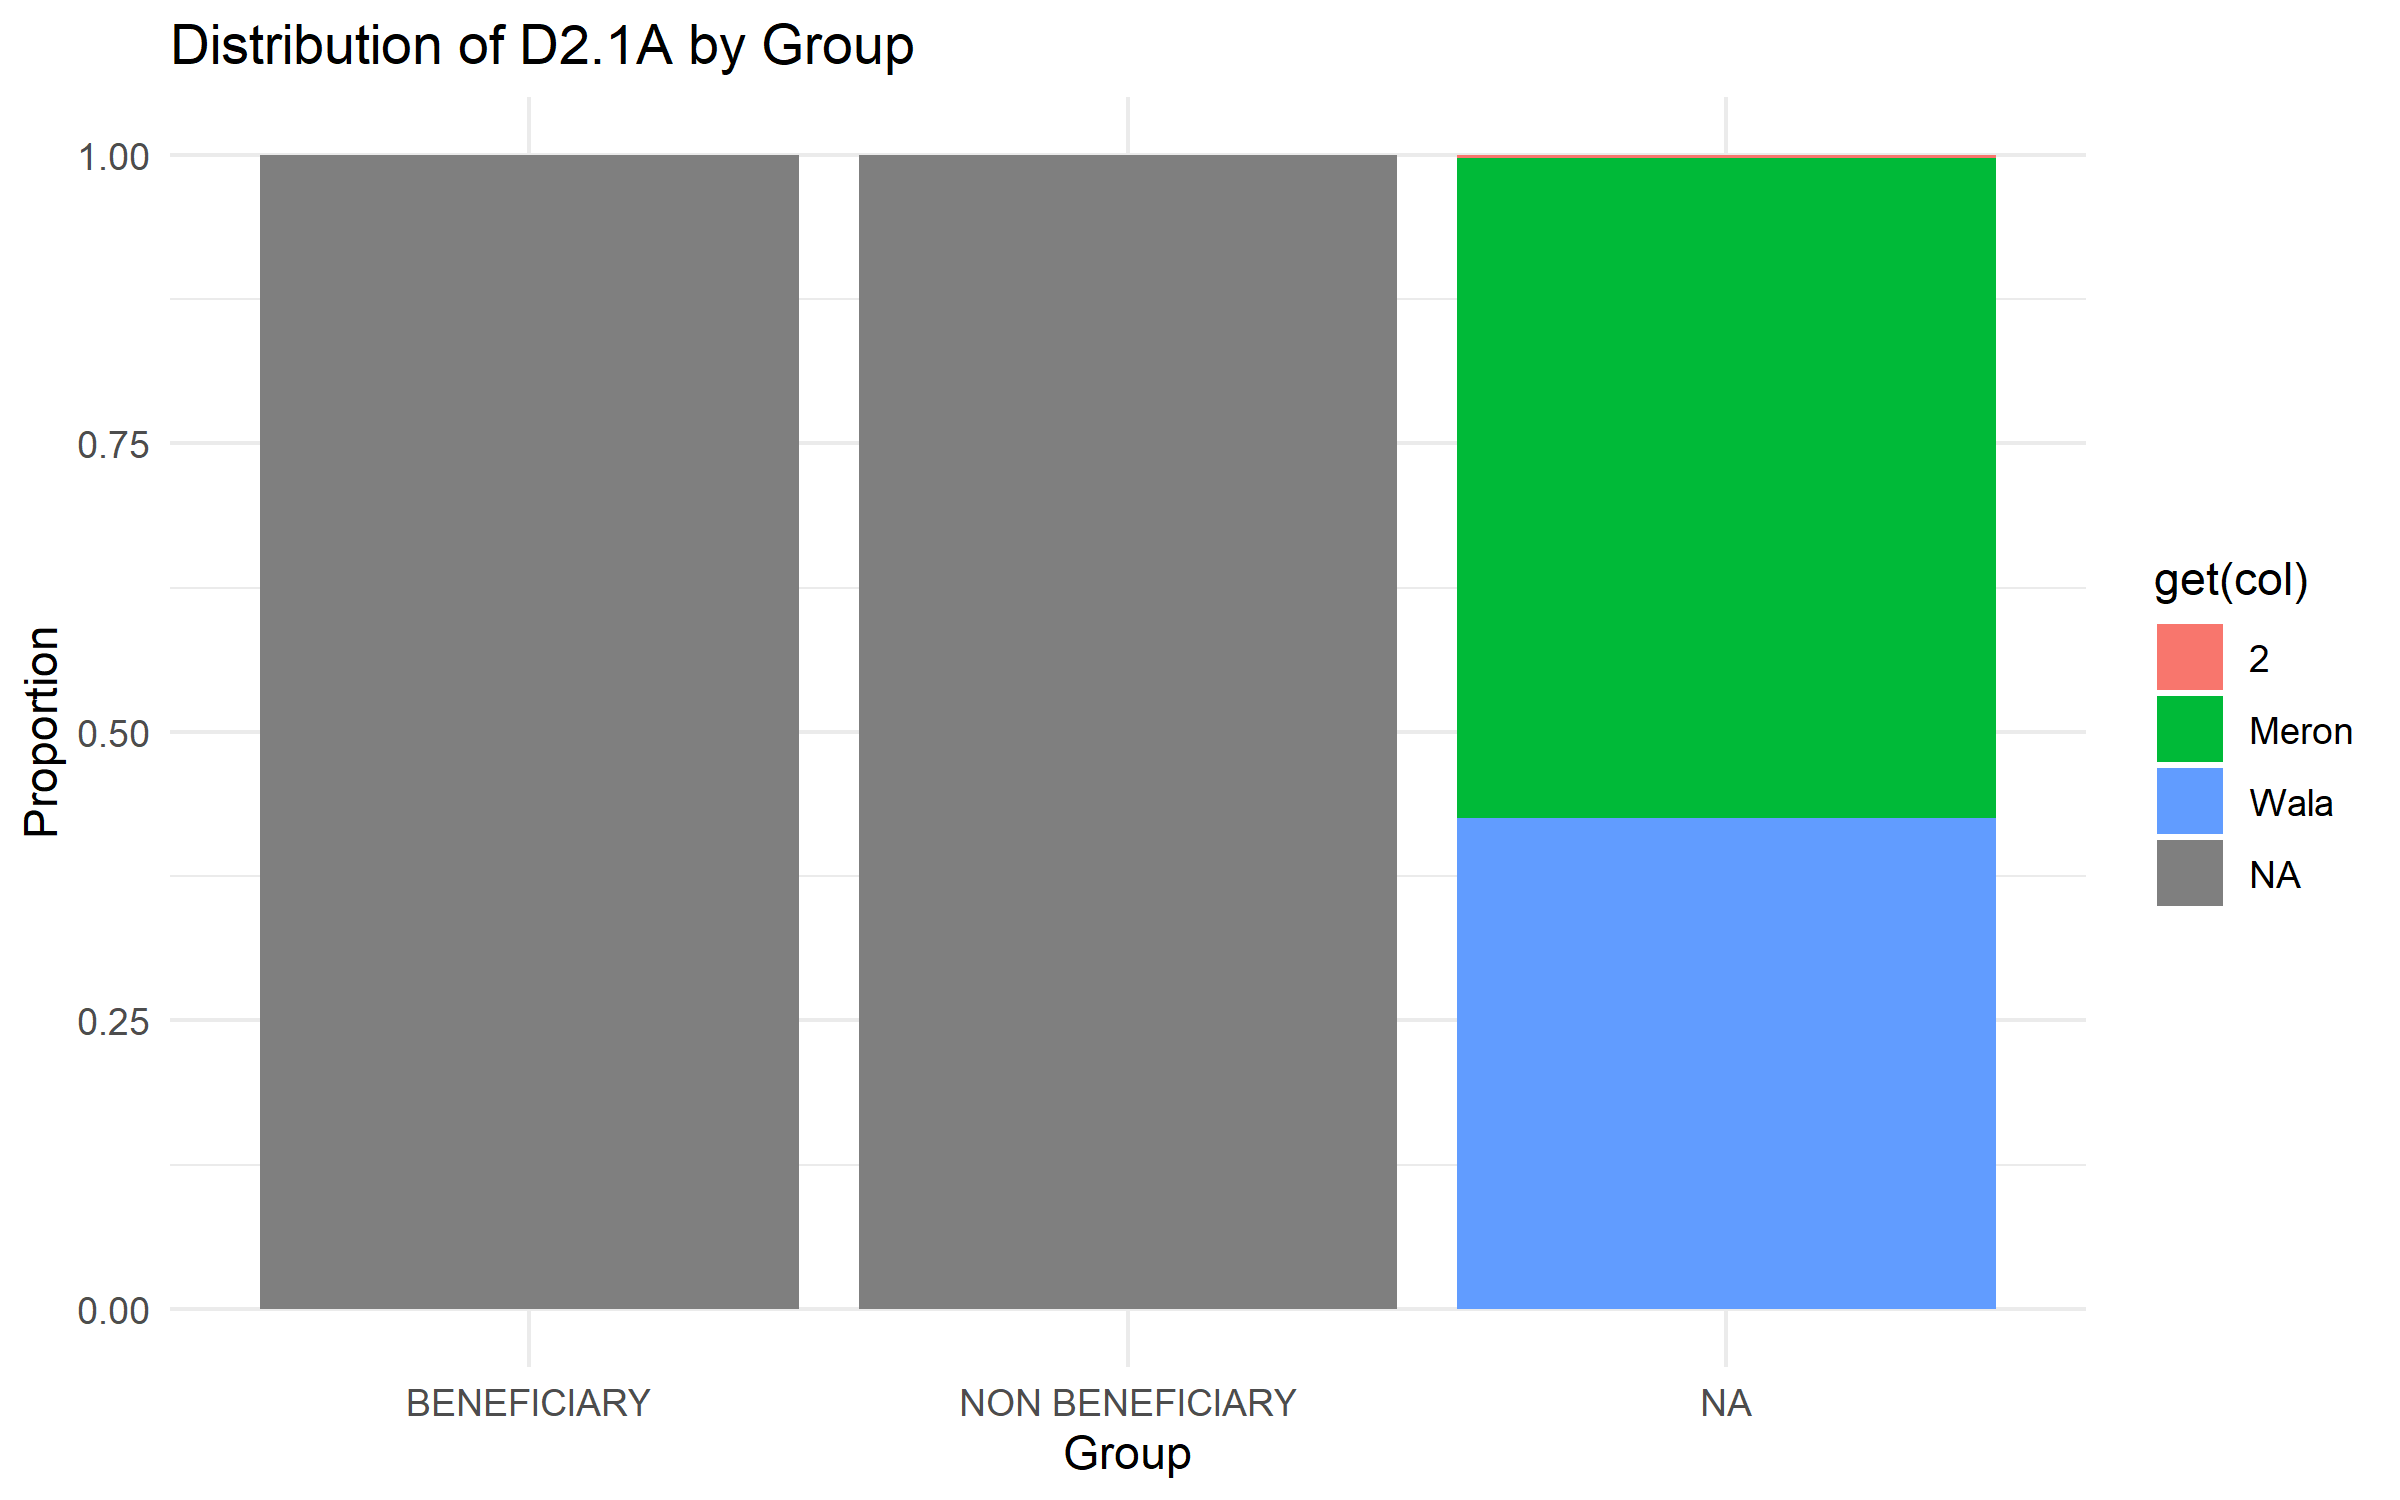 Distribution of D2.1A by Group
1.00
0.75
0.50
0.25
0.00
Proportion
BENEFICIARY
NON BENEFICIARY
NA
Group
get(col)
2
Meron
Wala
NA